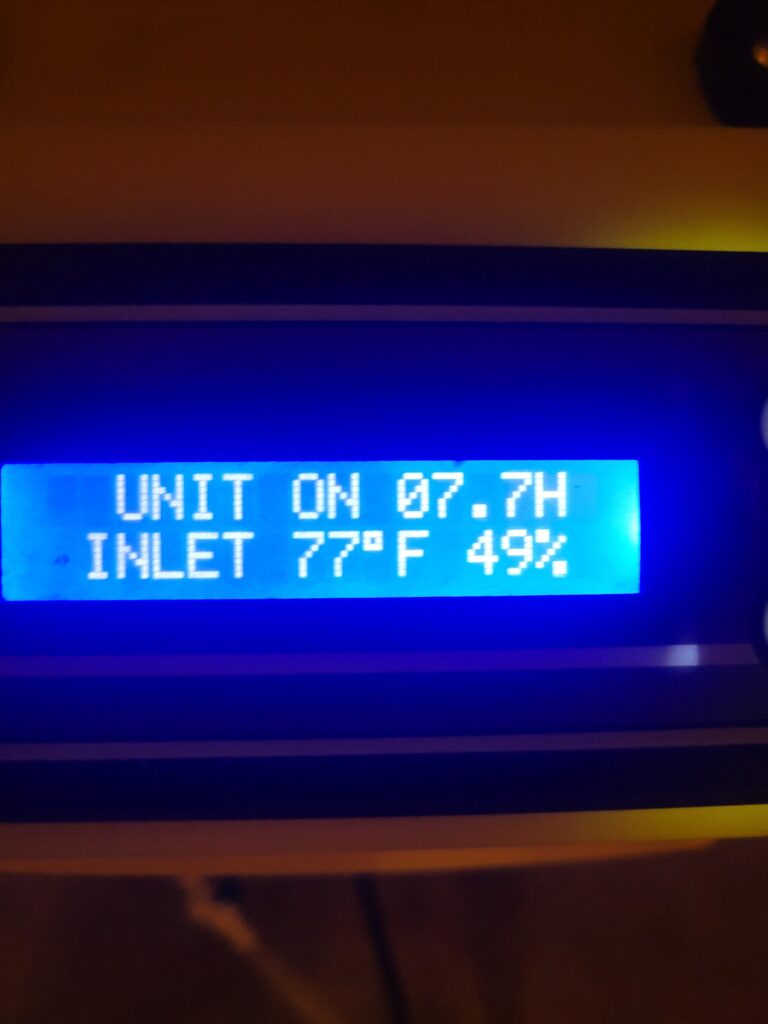 UNIT ON 07.7H
INLET 77°F 49%